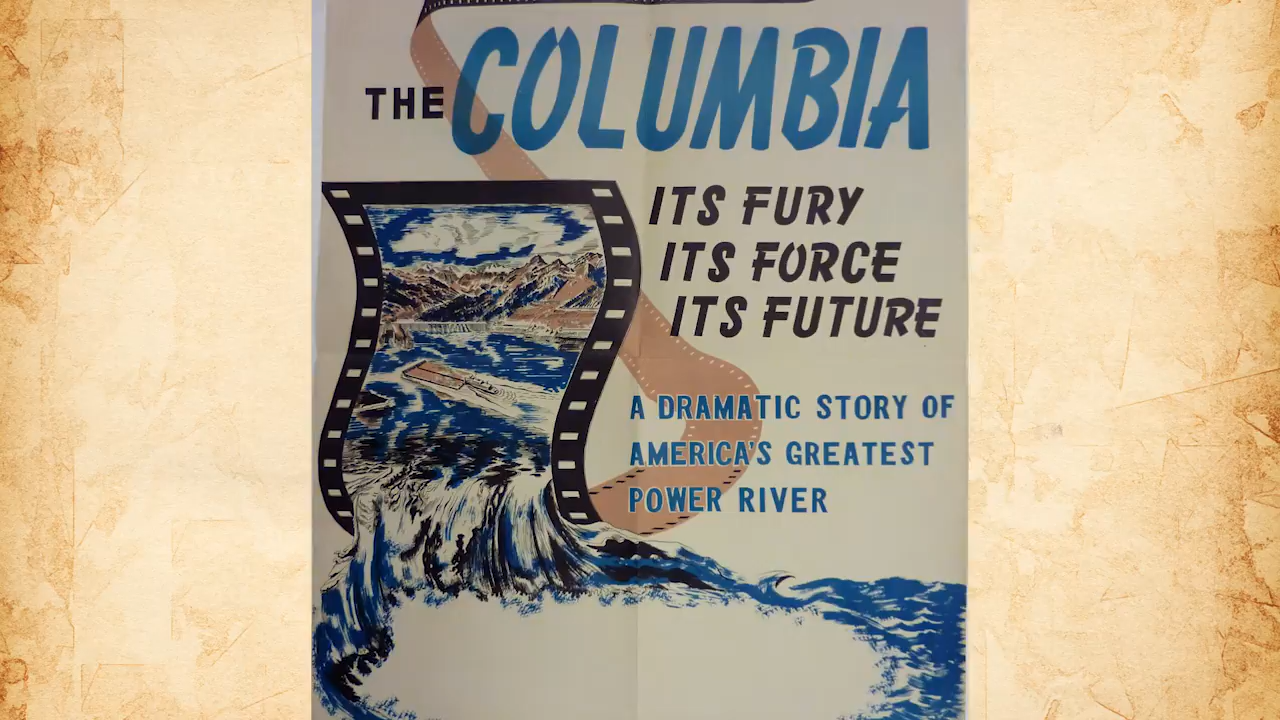 THE COLUMBIA
ITS FURY
ITS FORCE
ITS FUTURE
A DRAMATIC STORY OF
AMERICA'S GREATEST
POWER RIVER